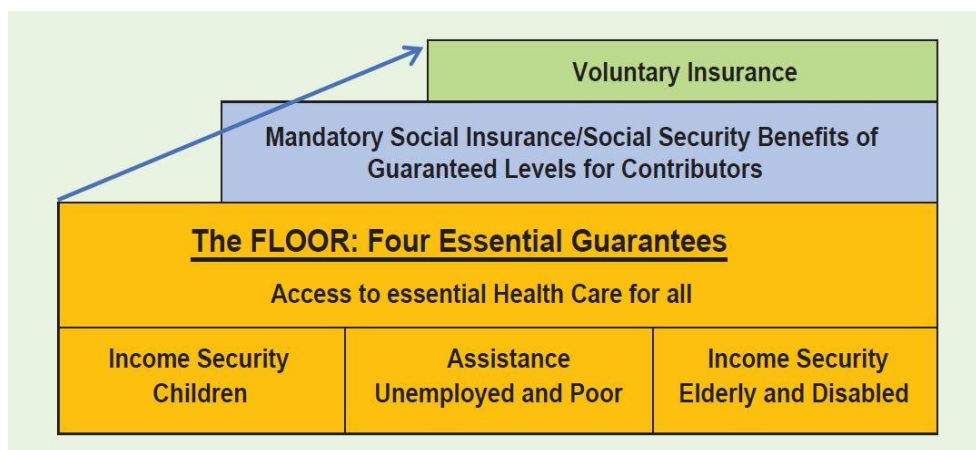 Voluntary Insurance
Mandatory Social Insurance/Social Security Benefits of
Guaranteed Levels for Contributors
The FLOOR: Four Essential Guarantees
Access to essential Health Care for all
Income Security
Children
Assistance
Unemployed and Poor
Income Security
Elderly and Disabled